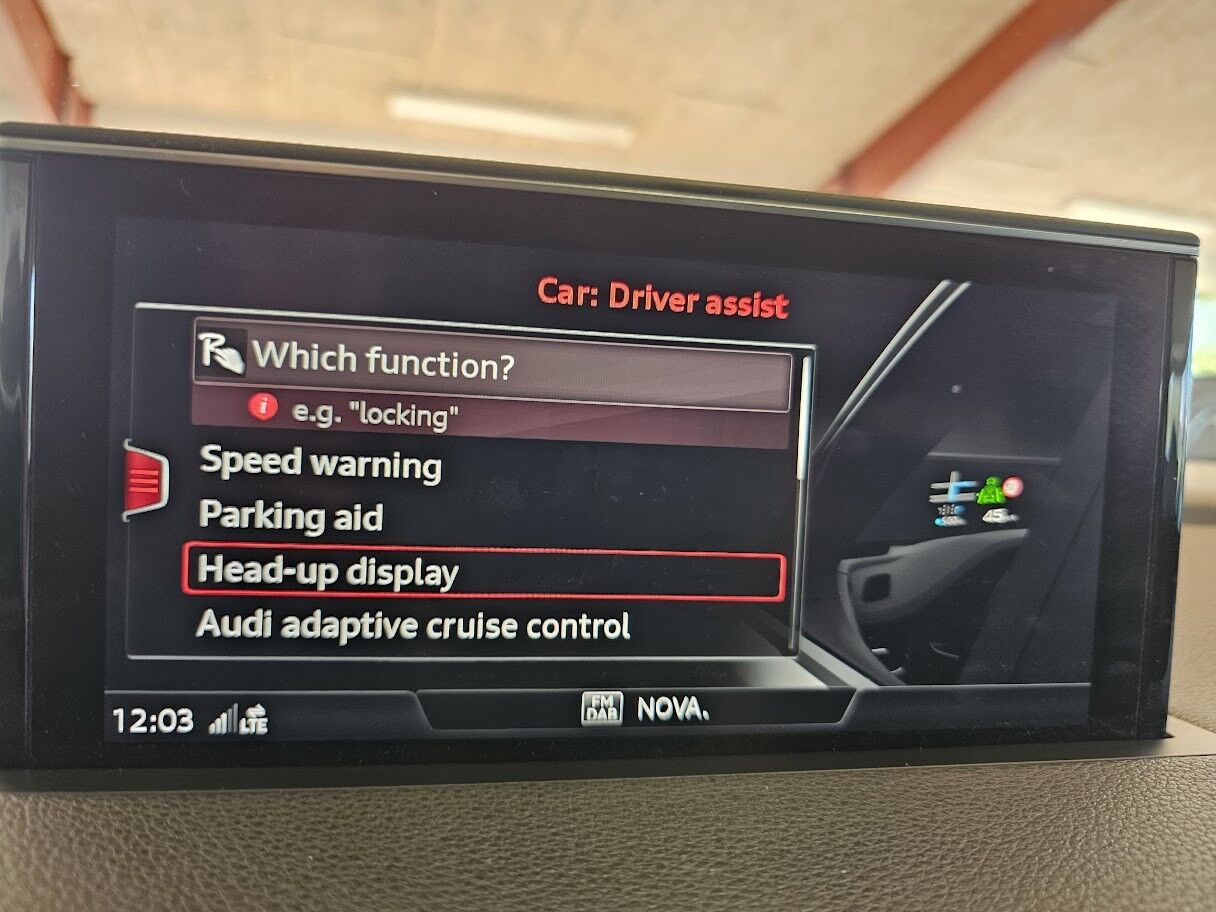 Car: Driver assist
Which function?
e.g. "locking"
Speed warning
Parking aid
Head-up display
Audi adaptive cruise control
12:03 LTE
FM
DAB
NOVA.